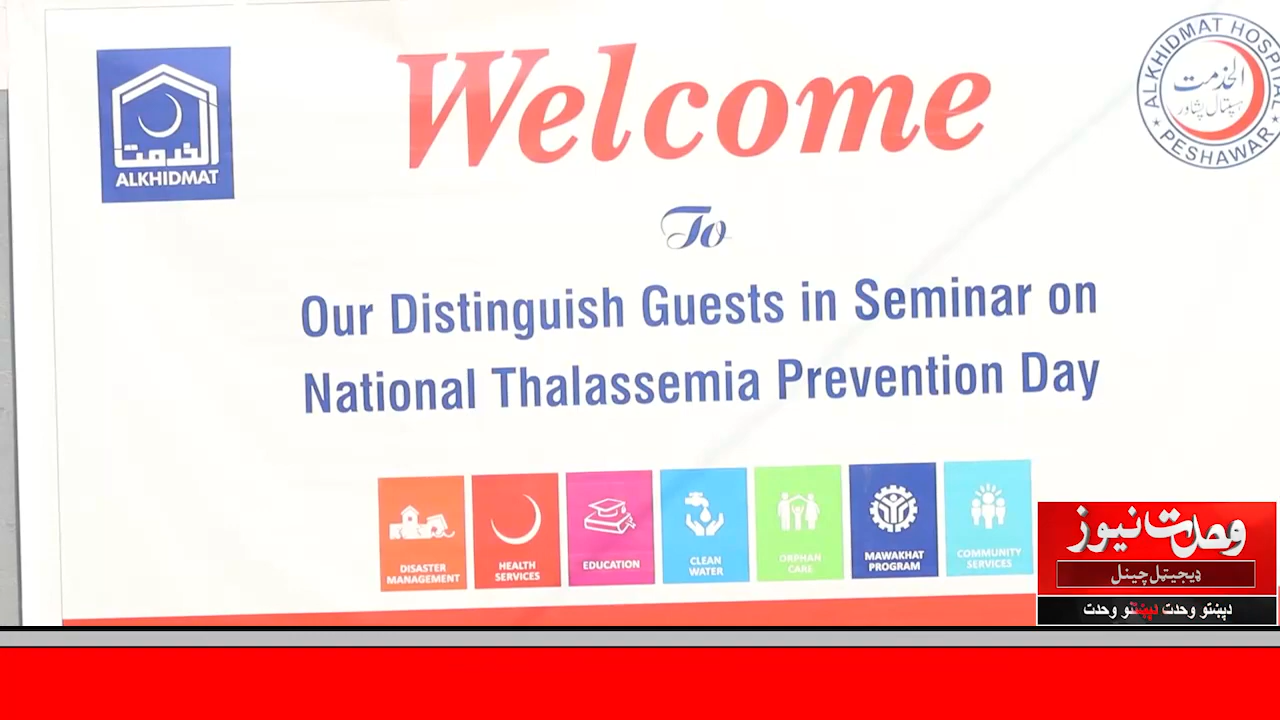 الخدمت
ALKHIDMAT
Welcome
ALKHIDMAT HOSPITAL
الخدمت
ہسپتال پشاور
★ PESHAWAR ★
To
Our Distinguish Guests in Seminar on
National Thalassemia Prevention Day
DISASTER
MANAGEMENT
HEALTH
SERVICES
EDUCATION
CLEAN
WATER
ORPHAN
CARE
MAWAKHAT
PROGRAM
COMMUNITY
SERVICES
وحدت نیوز
ډیجیټل چینل
دپښتو وحدت دپښتو وحدت